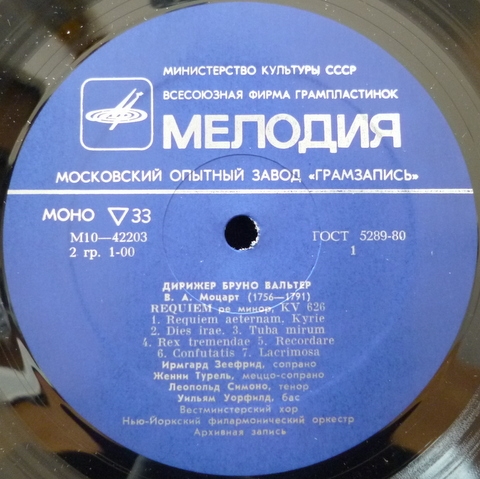 МИНИСТЕРСТВО КУЛЬТУРЫ СССР
ВСЕСОЮЗНАЯ ФИРМА ГРАМПЛАСТИНОК
МЕЛОДИЯ
МОСКОВСКИЙ ОПЫТНЫЙ ЗАВОД «ГРАМЗАПИСЬ»
МОНО 33
М10—42203 ГОСТ 5289-80
2 гр. 1-00 1
ДИРИЖЕР БРУНО ВАЛЬТЕР
В. А. Моцарт (1756—1791)
REQUIEM ре минор, KV 626
1. Requiem aeternam, Kyrie
2. Dies irae, 3. Tuba mirum
4. Rex tremendae 5. Recordare
6. Confutatis 7. Lacrimosa
Ирмгард Зеефрид, сопрано
Женни Турель, меццо-сопрано
Леопольд Симоно, тенор
Уильям Уорфилд, бас
Вестминстерский хор
Нью-Йоркский филармонический оркестр
Архивная запись